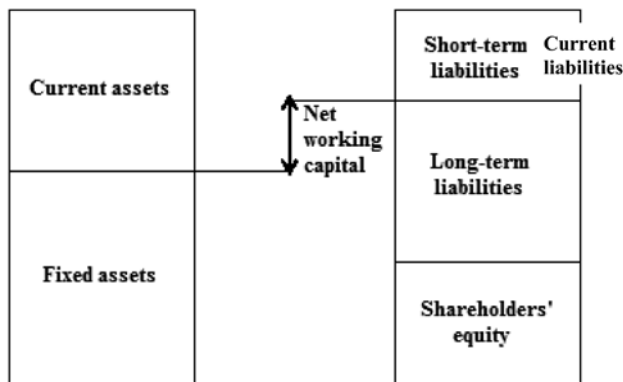 Current assets
Fixed assets
Net
working
capital
Short-term
liabilities
Current
liabilities
Long-term
liabilities
Shareholders'
equity